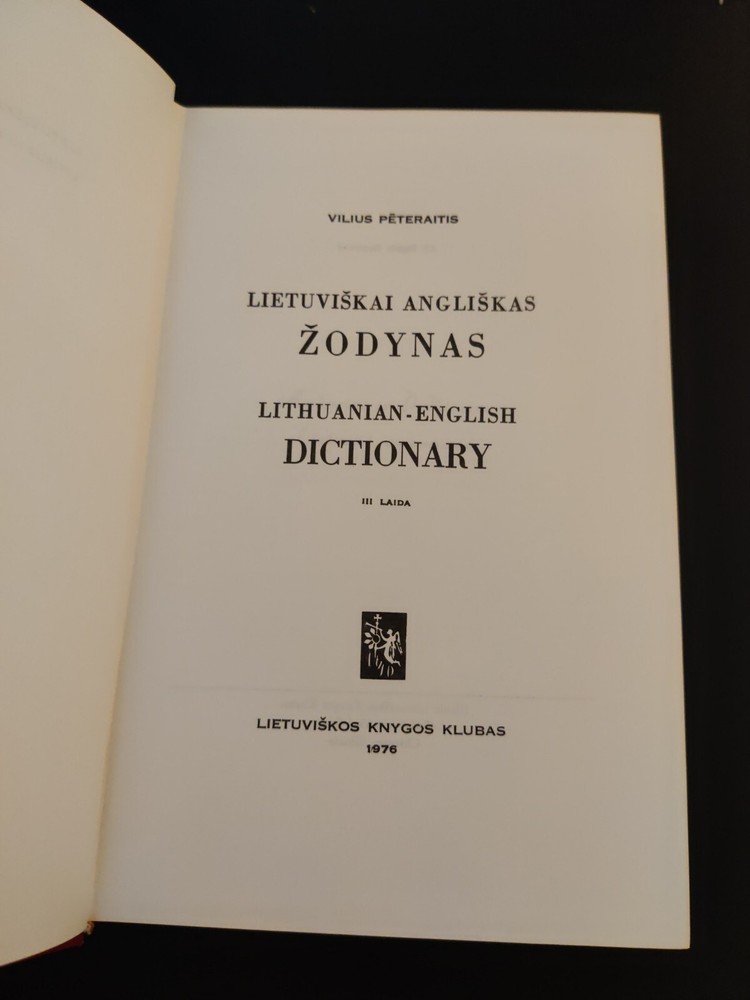 VILIUS PĖTERAITIS
LIETUVIŠKAI ANGLIŠKAS
ŽODYNAS
LITHUANIAN-ENGLISH
DICTIONARY
III LAIDA
LIETUVIŠKOS KNYGOS KLUBAS
1976